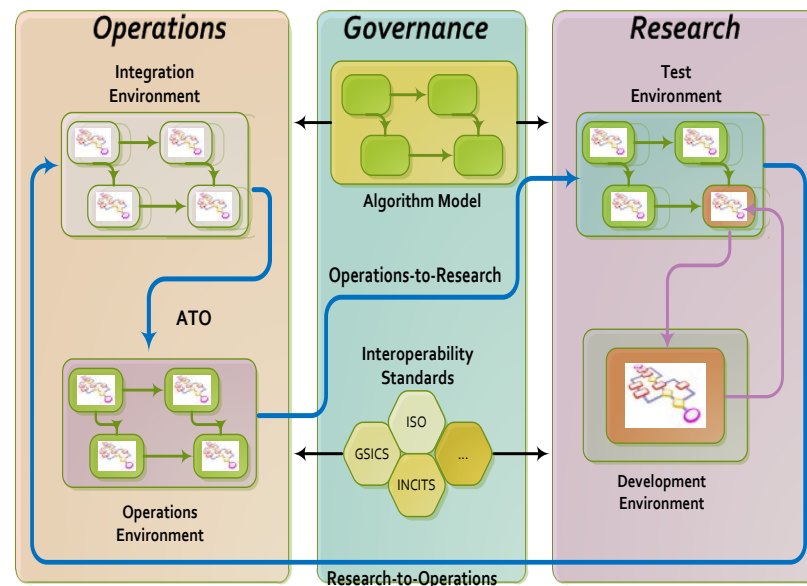 Operations
Governance
Research
Integration
Environment
Algorithm Model
Test
Environment
Operations-to-Research
ATO
Interoperability
Standards
ISO
GSICS
...
INCITS
Operations
Environment
Development
Environment
Research-to-Operations